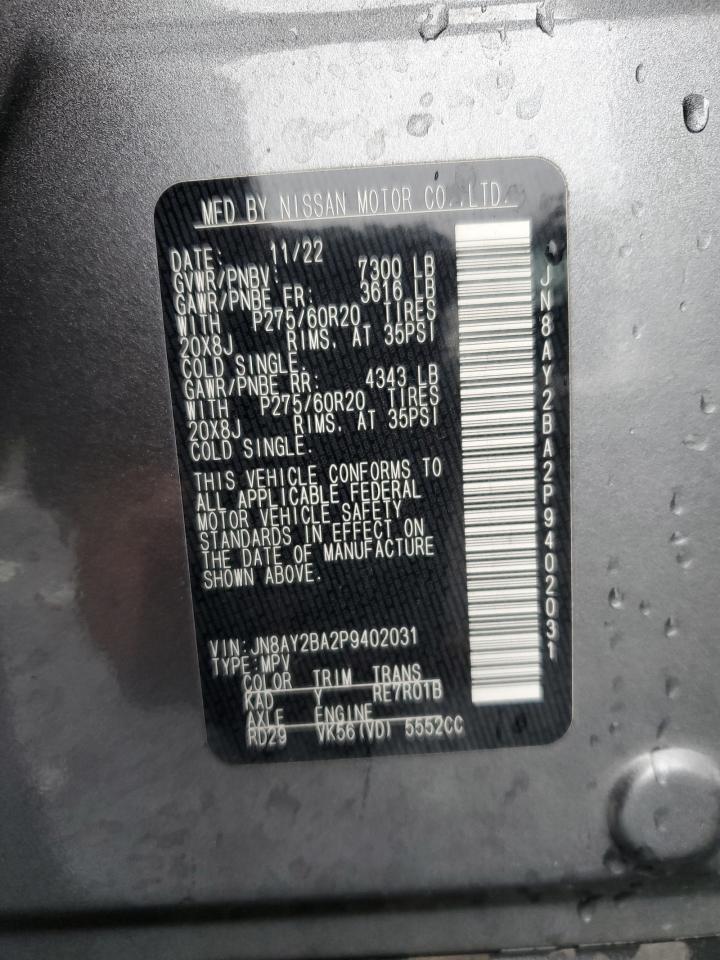 MFD BY NISSAN MOTOR CO.,LTD.
DATE: 11/22
GVWR/PNBV: 7300 LB
GAWR/PNBE FR: 3616 LB
WITH P275/60R20 TIRES
20X8J RIMS. AT 35PSI
COLD SINGLE.
GAWR/PNBE RR: 4343 LB
WITH P275/60R20 TIRES
20X8J RIMS. AT 35PSI
COLD SINGLE.
THIS VEHICLE CONFORMS TO
ALL APPLICABLE FEDERAL
MOTOR VEHICLE SAFETY
STANDARDS IN EFFECT ON
THE DATE OF MANUFACTURE
SHOWN ABOVE.
VIN:JN8AY2BA2P9402031
TYPE:MPV
COLOR TRIM TRANS
KAD Y RE7R01B
AXLE ENGINE
RD29 VK56(VD) 5552CC
JN8AY2BA2P9402031